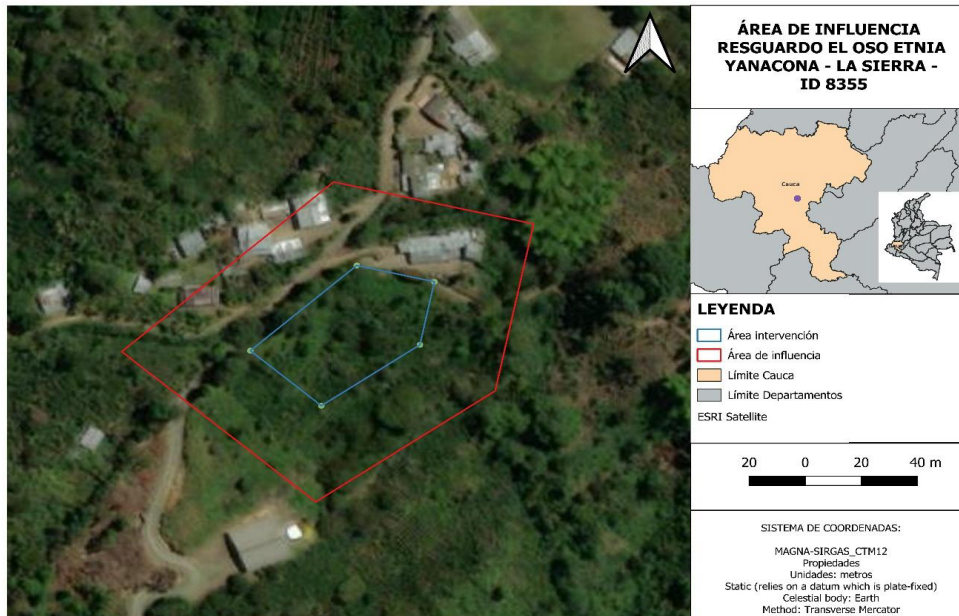 ÁREA DE INFLUENCIA
RESGUARDO EL OSO ETNIA
YANACONA - LA SIERRA -
ID 8355
Cauca
LEYENDA
Área intervención
Área de influencia
Límite Cauca
Límite Departamentos
ESRI Satellite
20 0 20 40 m
SISTEMA DE COORDENADAS:
MAGNA-SIRGAS_CTM12
Propiedades
Unidades: metros
Static (relies on a datum which is plate-fixed)
Celestial body: Earth
Method: Transverse Mercator